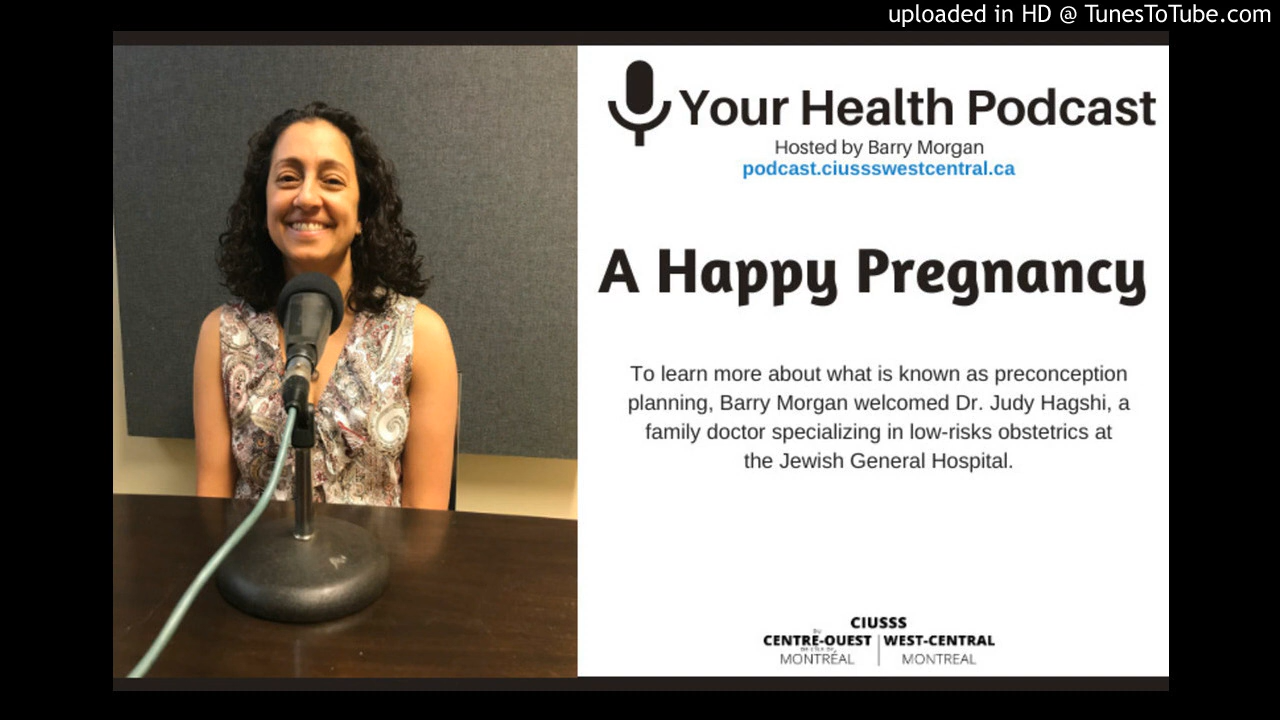 uploaded in HD @ TunesToTube.com
Your Health Podcast
Hosted by Barry Morgan
podcast.ciussswestcentral.ca
A Happy Pregnancy
To learn more about what is known as preconception
planning, Barry Morgan welcomed Dr. Judy Hagshi, a
family doctor specializing in low-risks obstetrics at
the Jewish General Hospital.
CIUSSS
DU
CENTRE-OUEST WEST-CENTRAL
MONTRÉAL MONTREAL